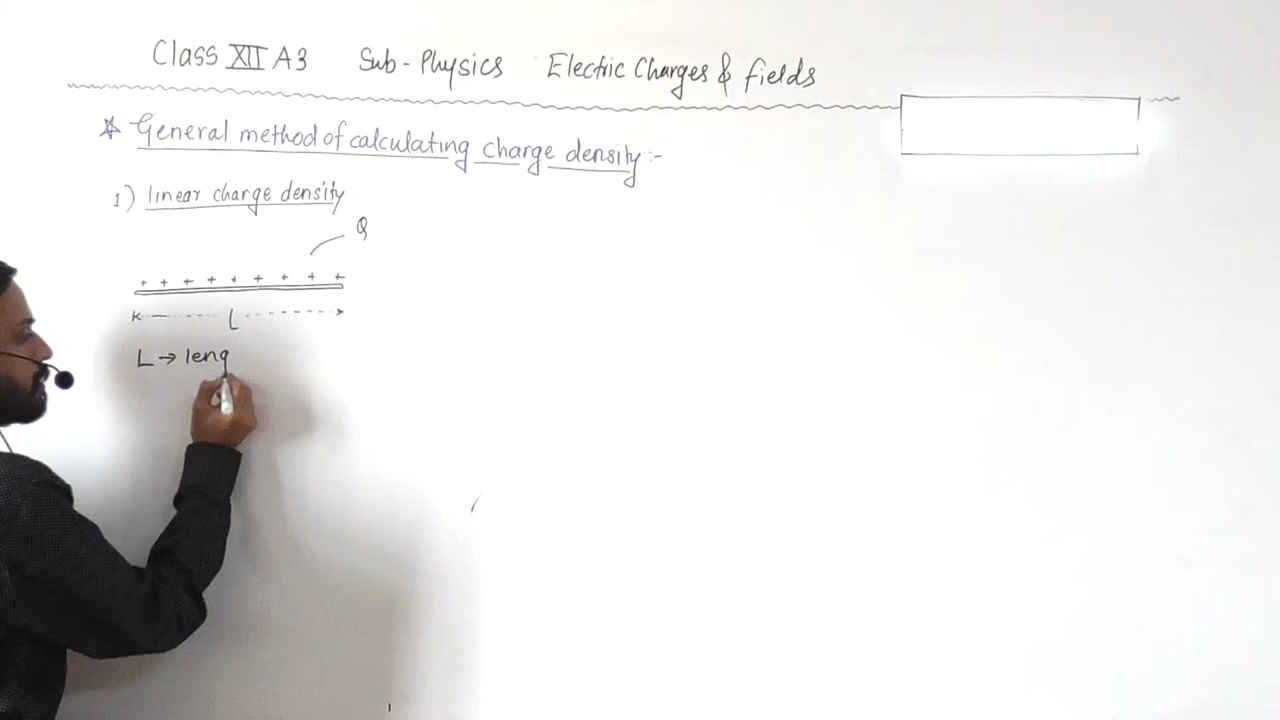 Class XII A3 Sub-Physics Electric Charges & fields
☆ General method of calculating charge density:-
1) linear charge density
Q
+ + + + + + + + +
L
L → leng